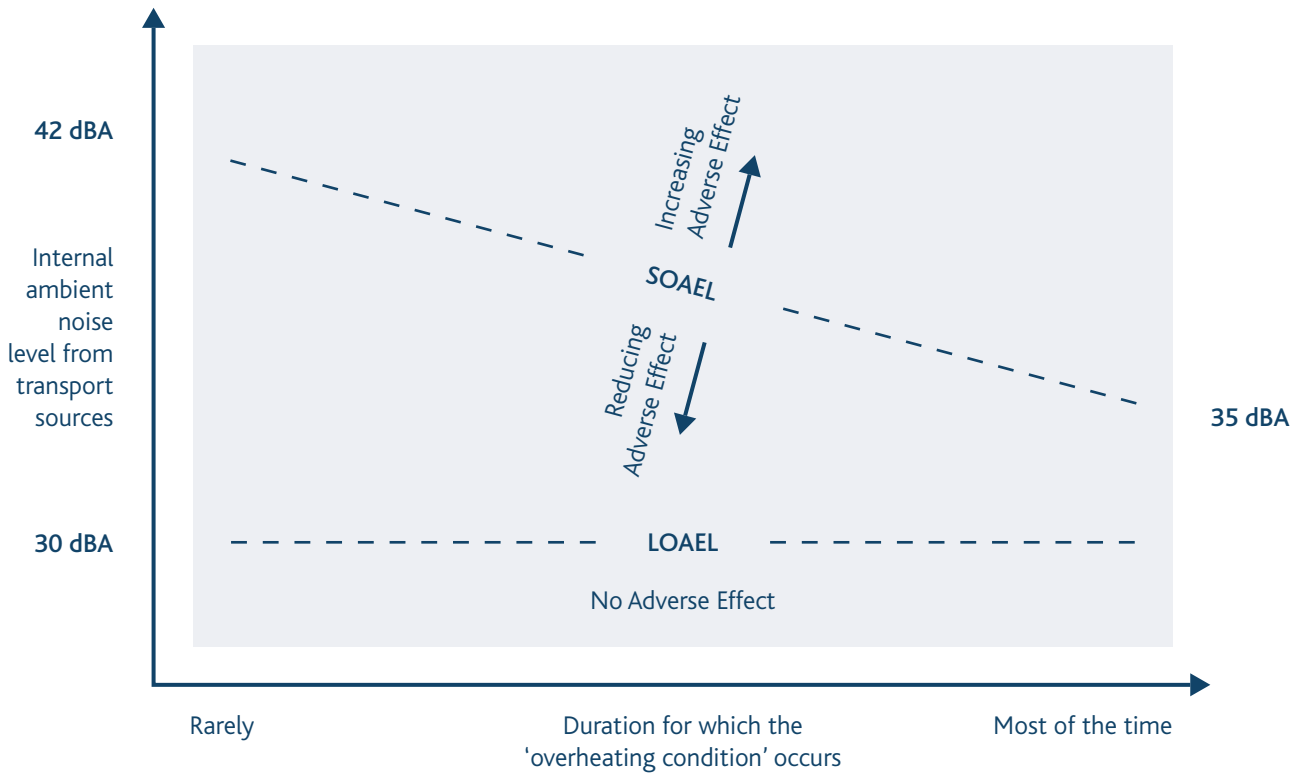 42 dBA
Internal
ambient
noise
level from
transport
sources
30 dBA
Increasing
Adverse Effect
SOAEL
Reducing
Adverse Effect
35 dBA
LOAEL
No Adverse Effect
Rarely
Duration for which the
‘overheating condition’ occurs
Most of the time